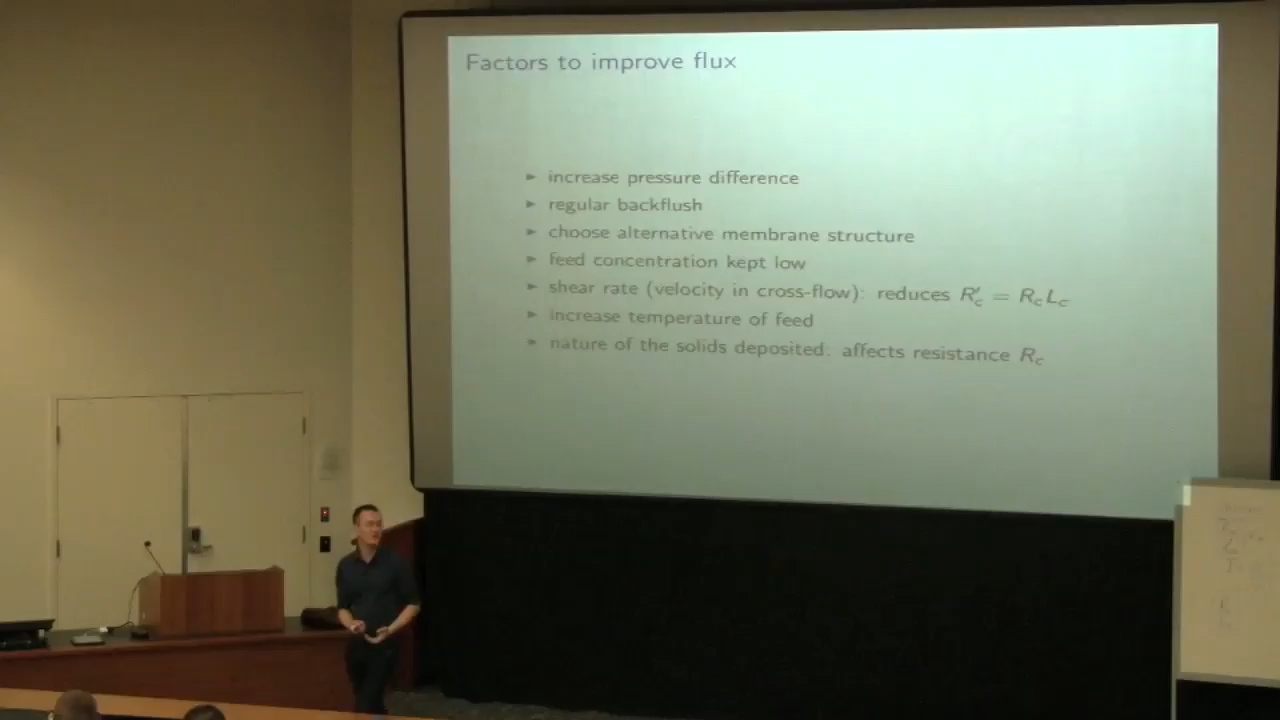 Factors to improve flux
► increase pressure difference
► regular backflush
► choose alternative membrane structure
► feed concentration kept low
► shear rate (velocity in cross-flow): reduces R′c = RcLc
► increase temperature of feed
► nature of the solids deposited: affects resistance Rc